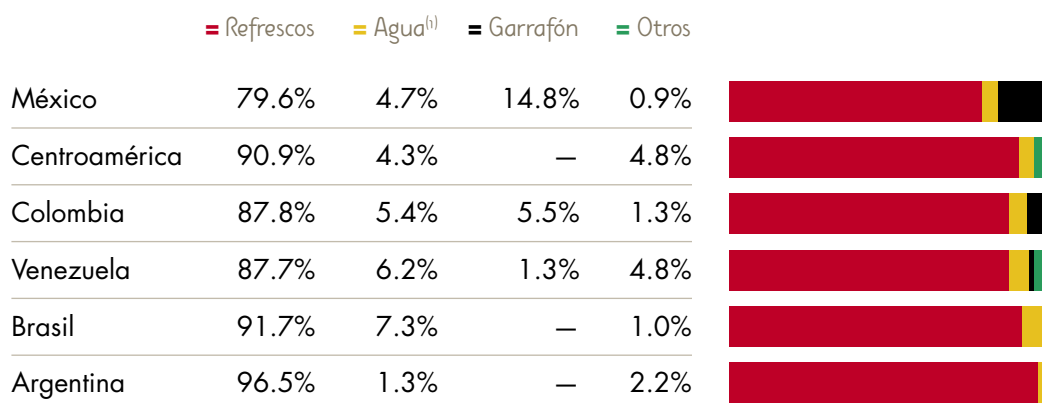 = Refrescos = Agua(1) = Garrafón = Otros
México 79.6% 4.7% 14.8% 0.9%
Centroamérica 90.9% 4.3% — 4.8%
Colombia 87.8% 5.4% 5.5% 1.3%
Venezuela 87.7% 6.2% 1.3% 4.8%
Brasil 91.7% 7.3% — 1.0%
Argentina 96.5% 1.3% — 2.2%